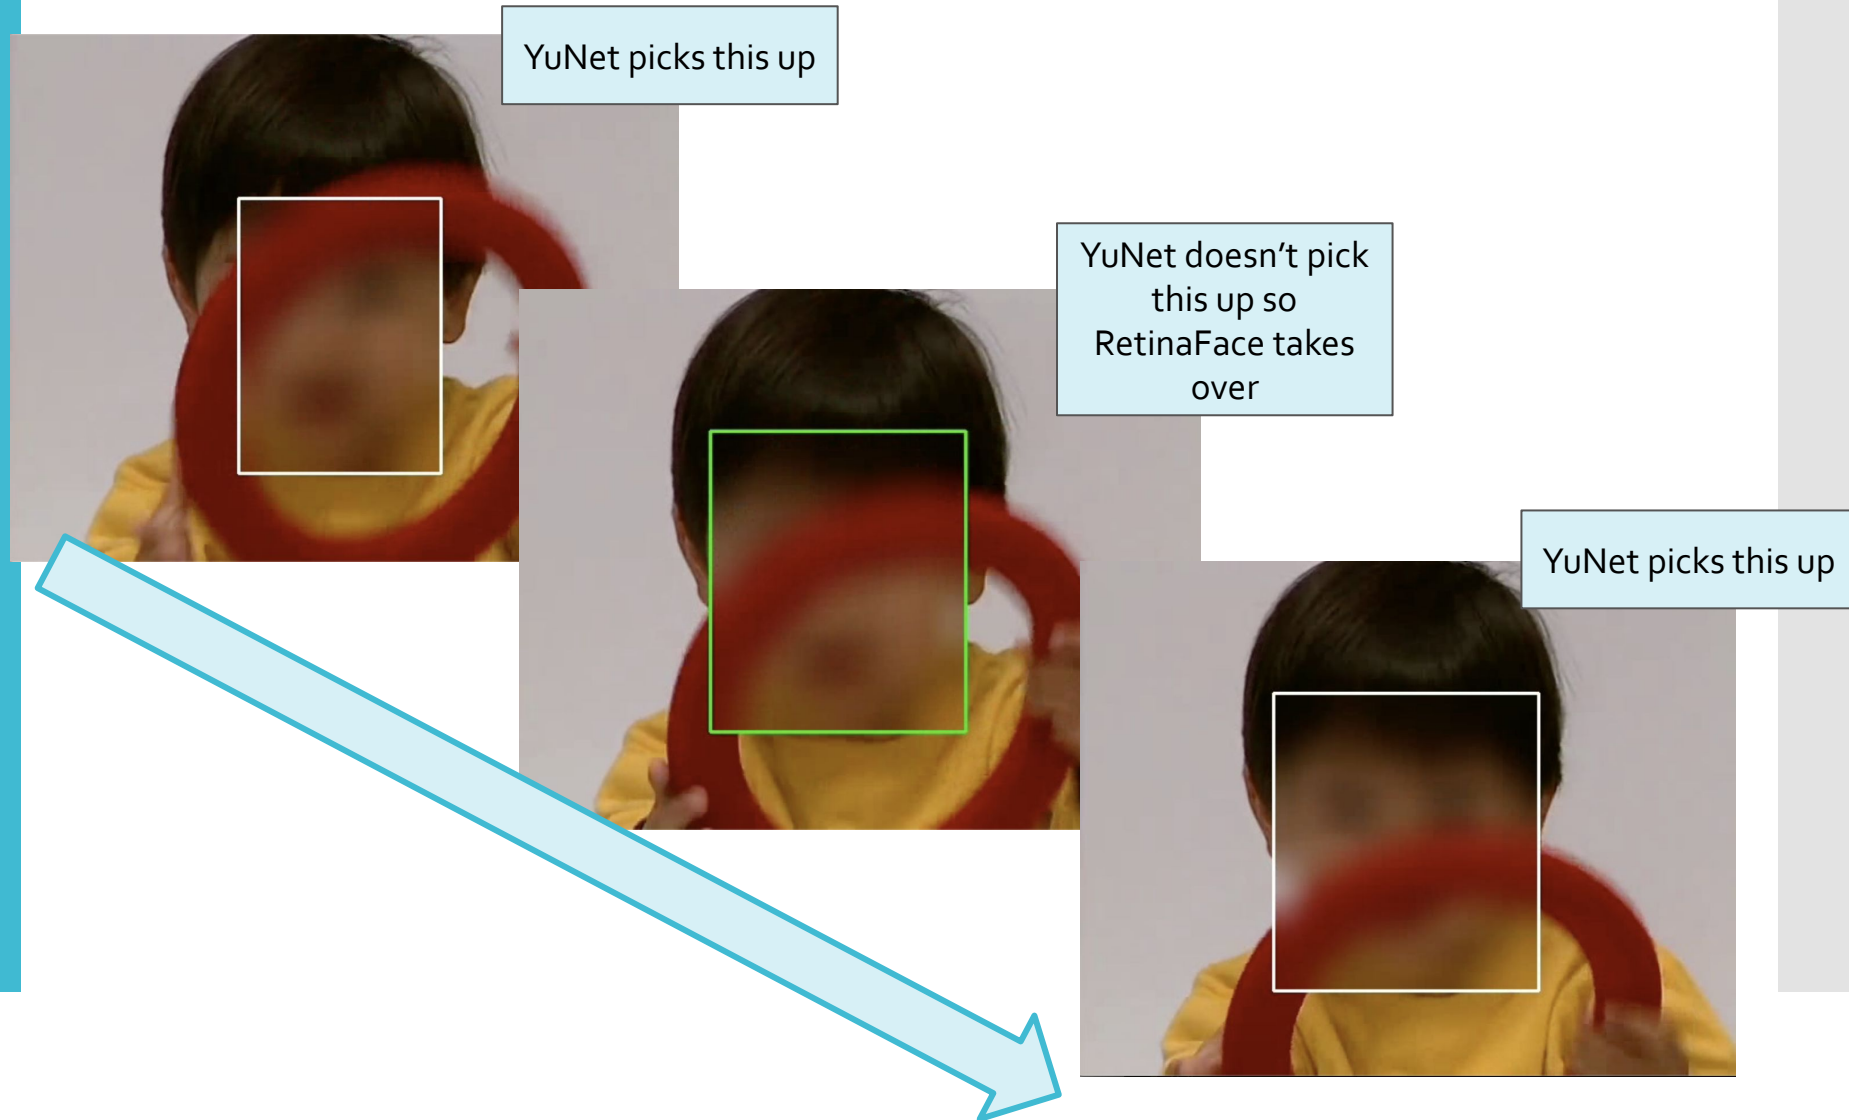 YuNet picks this up
YuNet doesn’t pick
this up so
RetinaFace takes
over
YuNet picks this up